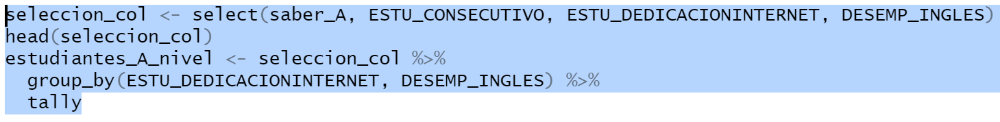 seleccion_col <- select(saber_A, ESTU_CONSECUTIVO, ESTU_DEDICACIONINTERNET, DESEMP_INGLES)
head(seleccion_col)
estudiantes_A_nivel <- seleccion_col %>%
  group_by(ESTU_DEDICACIONINTERNET, DESEMP_INGLES) %>%
  tally